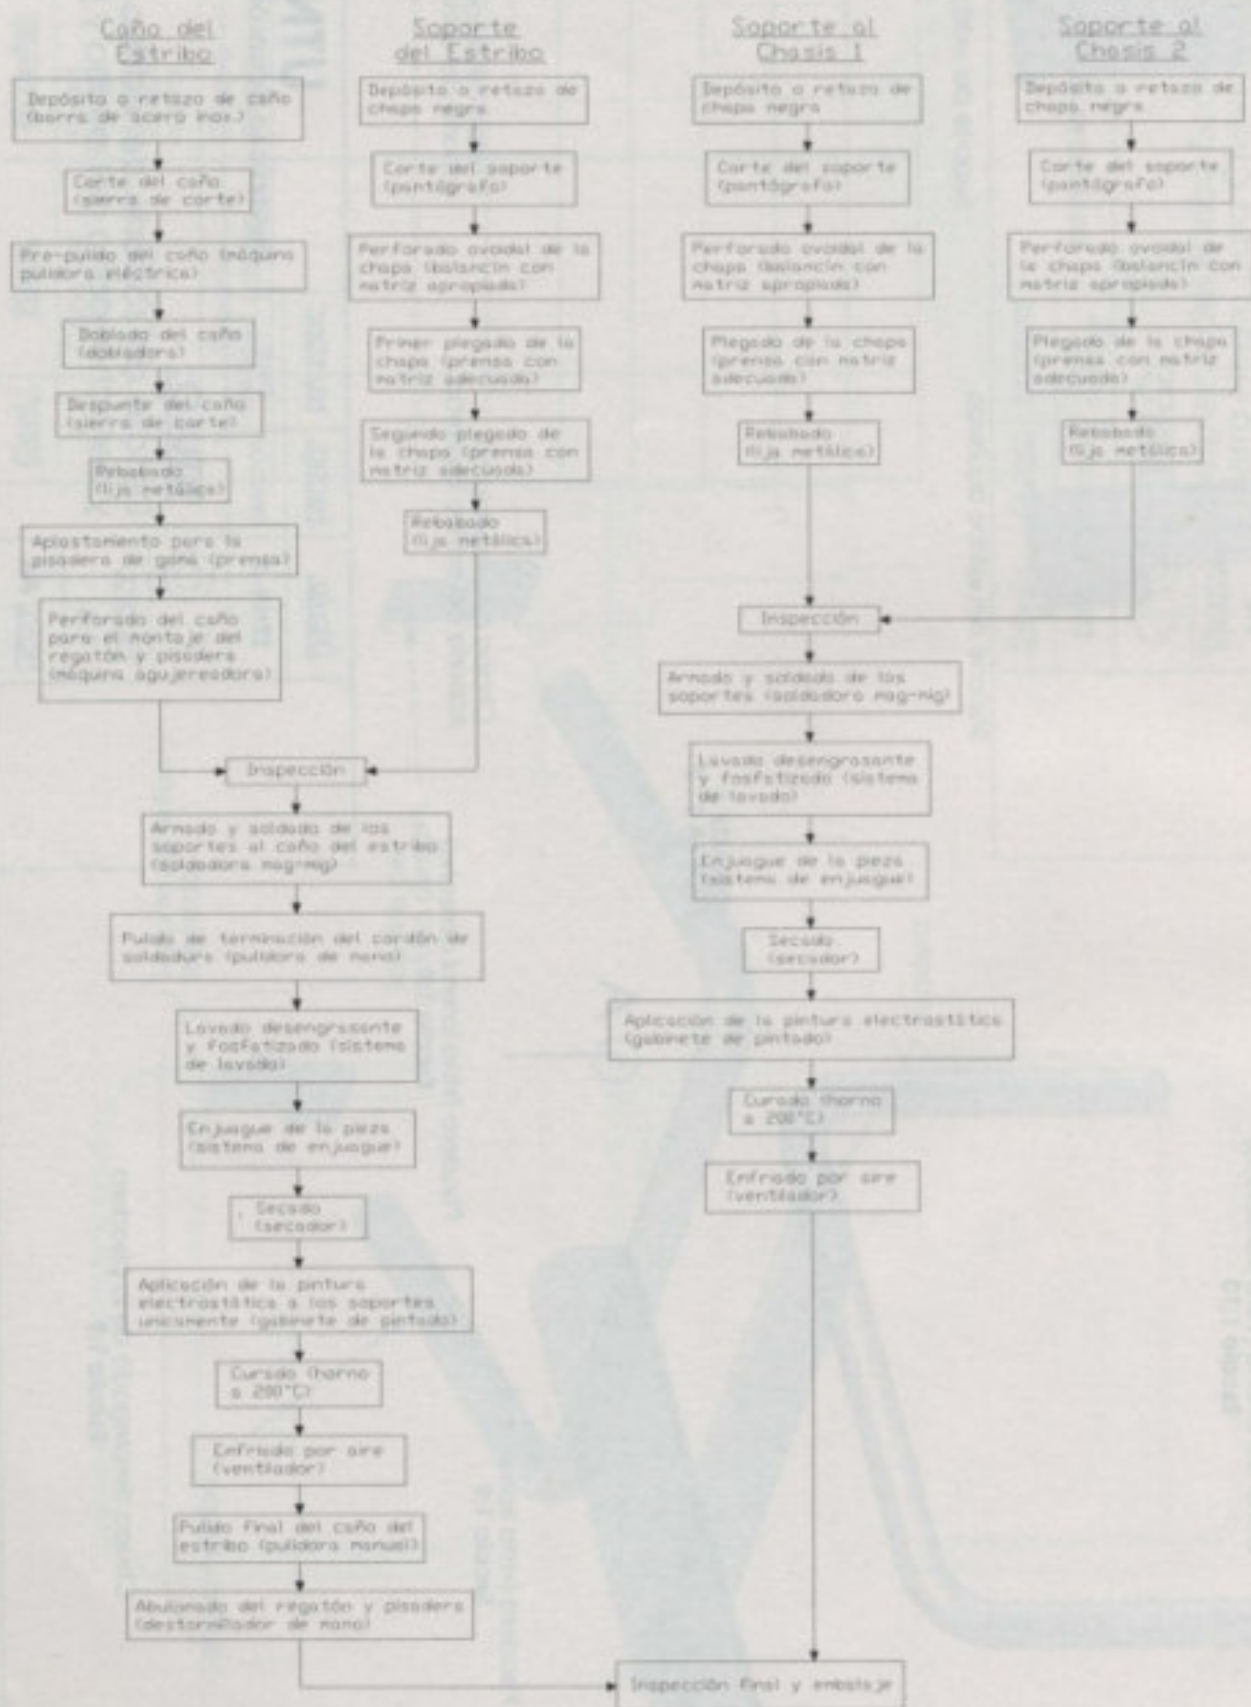 Caño del
Estribo
Depósito o retazo de caño
(barra de acero inox.)
Corte del caño
(sierra de corte)
Pre-pulido del caño (máquina
pulidora eléctrica)
Doblado del caño
(dobladora)
Despunte del caño
(sierra de corte)
Rebabado
(lija metálica)
Aplastamiento para la
pisadera de goma (prensa)
Perforado del caño
para el montaje del
regatón y pisadera
(máquina agujereadora)
Soporte
del Estribo
Depósito o retazo de
chapa negra
Corte del soporte
(pantógrafo)
Perforado ovoidal de la
chapa (balancín con
matriz apropiada)
Primer plegado de la
chapa (prensa con
matriz adecuada)
Segundo plegado de
la chapa (prensa con
matriz adecuada)
Rebabado
(lija metálica)
Inspección
Armado y soldado de los
soportes al caño del estribo
(soldadora mag-mig)
Pulido de terminación del cordón de
soldadura (pulidora de mano)
Lavado desengrasante
y fosfatizado (sistema
de lavado)
Enjuague de la pieza
(sistema de enjuague)
Secado
(secador)
Aplicación de la pintura
electrostática a los soportes
unicamente (gabinete de pintado)
Curado (horno
a 200°C)
Enfriado por aire
(ventilador)
Pulido final del caño del
estribo (pulidora manual)
Abulonado del regatón y pisadera
(destornillador de mano)
Soporte al
Chasis 1
Depósito o retazo de
chapa negra
Corte del soporte
(pantógrafo)
Perforado ovoidal de la
chapa (balancín con
matriz apropiada)
Plegado de la chapa
(prensa con matriz
adecuada)
Rebabado
(lija metálica)
Soporte al
Chasis 2
Depósito o retazo de
chapa negra
Corte del soporte
(pantógrafo)
Perforado ovoidal de
la chapa (balancín con
matriz apropiada)
Plegado de la chapa
(prensa con matriz
adecuada)
Rebabado
(lija metálica)
Inspección
Armado y soldado de los
soportes (soldadora mag-mig)
Lavado desengrasante
y fosfatizado (sistema
de lavado)
Enjuague de la pieza
(sistema de enjuague)
Secado
(secador)
Aplicación de la pintura electrostática
(gabinete de pintado)
Curado (horno
a 200°C)
Enfriado por aire
(ventilador)
Inspección final y embalaje